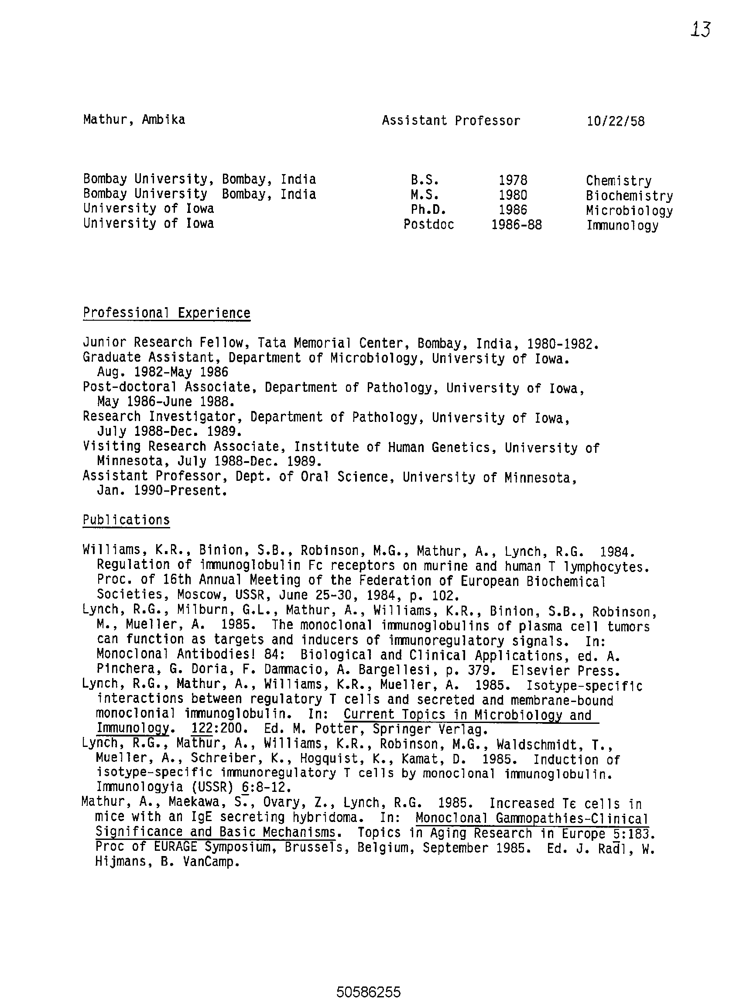 13
Mathur, Ambika Assistant Professor 10/22/58
Bombay University, Bombay, India B.S. 1978 Chemistry
Bombay University Bombay, India M.S. 1980 Biochemistry
University of Iowa Ph.D. 1986 Microbiology
University of Iowa Postdoc 1986-88 Immunology
Professional Experience
Junior Research Fellow, Tata Memorial Center, Bombay, India, 1980-1982.
Graduate Assistant, Department of Microbiology, University of Iowa.
Aug. 1982-May 1986
Post-doctoral Associate, Department of Pathology, University of Iowa,
May 1986-June 1988.
Research Investigator, Department of Pathology, University of Iowa,
July 1988-Dec. 1989.
Visiting Research Associate, Institute of Human Genetics, University of
Minnesota, July 1988-Dec. 1989.
Assistant Professor, Dept. of Oral Science, University of Minnesota,
Jan. 1990-Present.
Publications
Williams, K.R., Binion, S.B., Robinson, M.G., Mathur, A., Lynch, R.G. 1984.
Regulation of immunoglobulin Fc receptors on murine and human T lymphocytes.
Proc. of 16th Annual Meeting of the Federation of European Biochemical
Societies, Moscow, USSR, June 25-30, 1984, p. 102.
Lynch, R.G., Milburn, G.L., Mathur, A., Williams, K.R., Binion, S.B., Robinson,
M., Mueller, A. 1985. The monoclonal immunoglobulins of plasma cell tumors
can function as targets and inducers of immunoregulatory signals. In:
Monoclonal Antibodies! 84: Biological and Clinical Applications, ed. A.
Pinchera, G. Doria, F. Dammacio, A. Bargellesi, p. 379. Elsevier Press.
Lynch, R.G., Mathur, A., Williams, K.R., Mueller, A. 1985. Isotype-specific
interactions between regulatory T cells and secreted and membrane-bound
monoclonial immunoglobulin. In: Current Topics in Microbiology and
Immunology. 122:200. Ed. M. Potter, Springer Verlag.
Lynch, R.G., Mathur, A., Williams, K.R., Robinson, M.G., Waldschmidt, T.,
Mueller, A., Schreiber, K., Hogquist, K., Kamat, D. 1985. Induction of
isotype-specific immunoregulatory T cells by monoclonal immunoglobulin.
Immunologyia (USSR) 6:8-12.
Mathur, A., Maekawa, S., Ovary, Z., Lynch, R.G. 1985. Increased Tε cells in
mice with an IgE secreting hybridoma. In: Monoclonal Gammopathies-Clinical
Significance and Basic Mechanisms. Topics in Aging Research in Europe 5:183.
Proc of EURAGE Symposium, Brussels, Belgium, September 1985. Ed. J. Radl, W.
Hijmans, B. VanCamp.
50586255